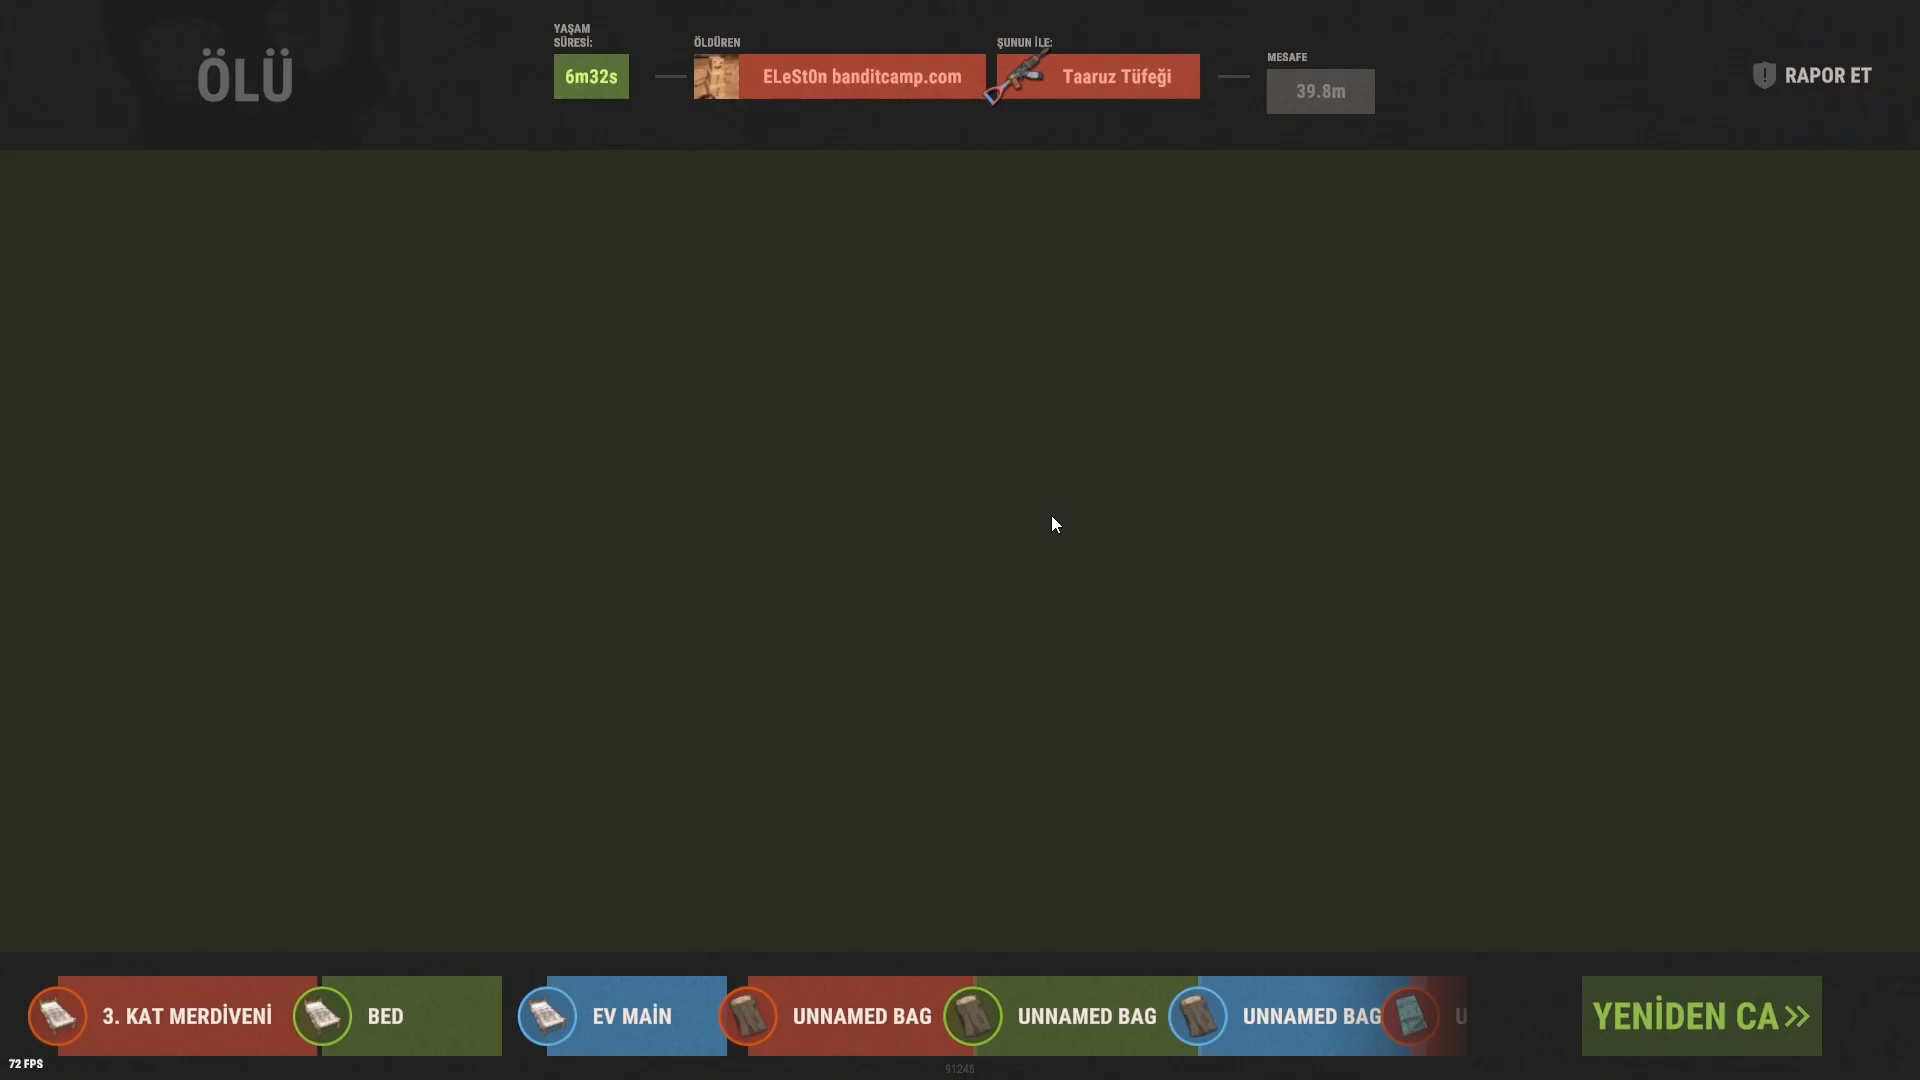 ÖLÜ
YAŞAM
SÜRESİ:
6m32s
ÖLDÜREN
ELeSt0n banditcamp.com
ŞUNUN İLE:
Taaruz Tüfeği
MESAFE
39.8m
RAPOR ET
3. KAT MERDİVENİ
BED
EV MAİN
UNNAMED BAG
UNNAMED BAG
UNNAMED BAG
U
YENİDEN CA
72 FPS
91245